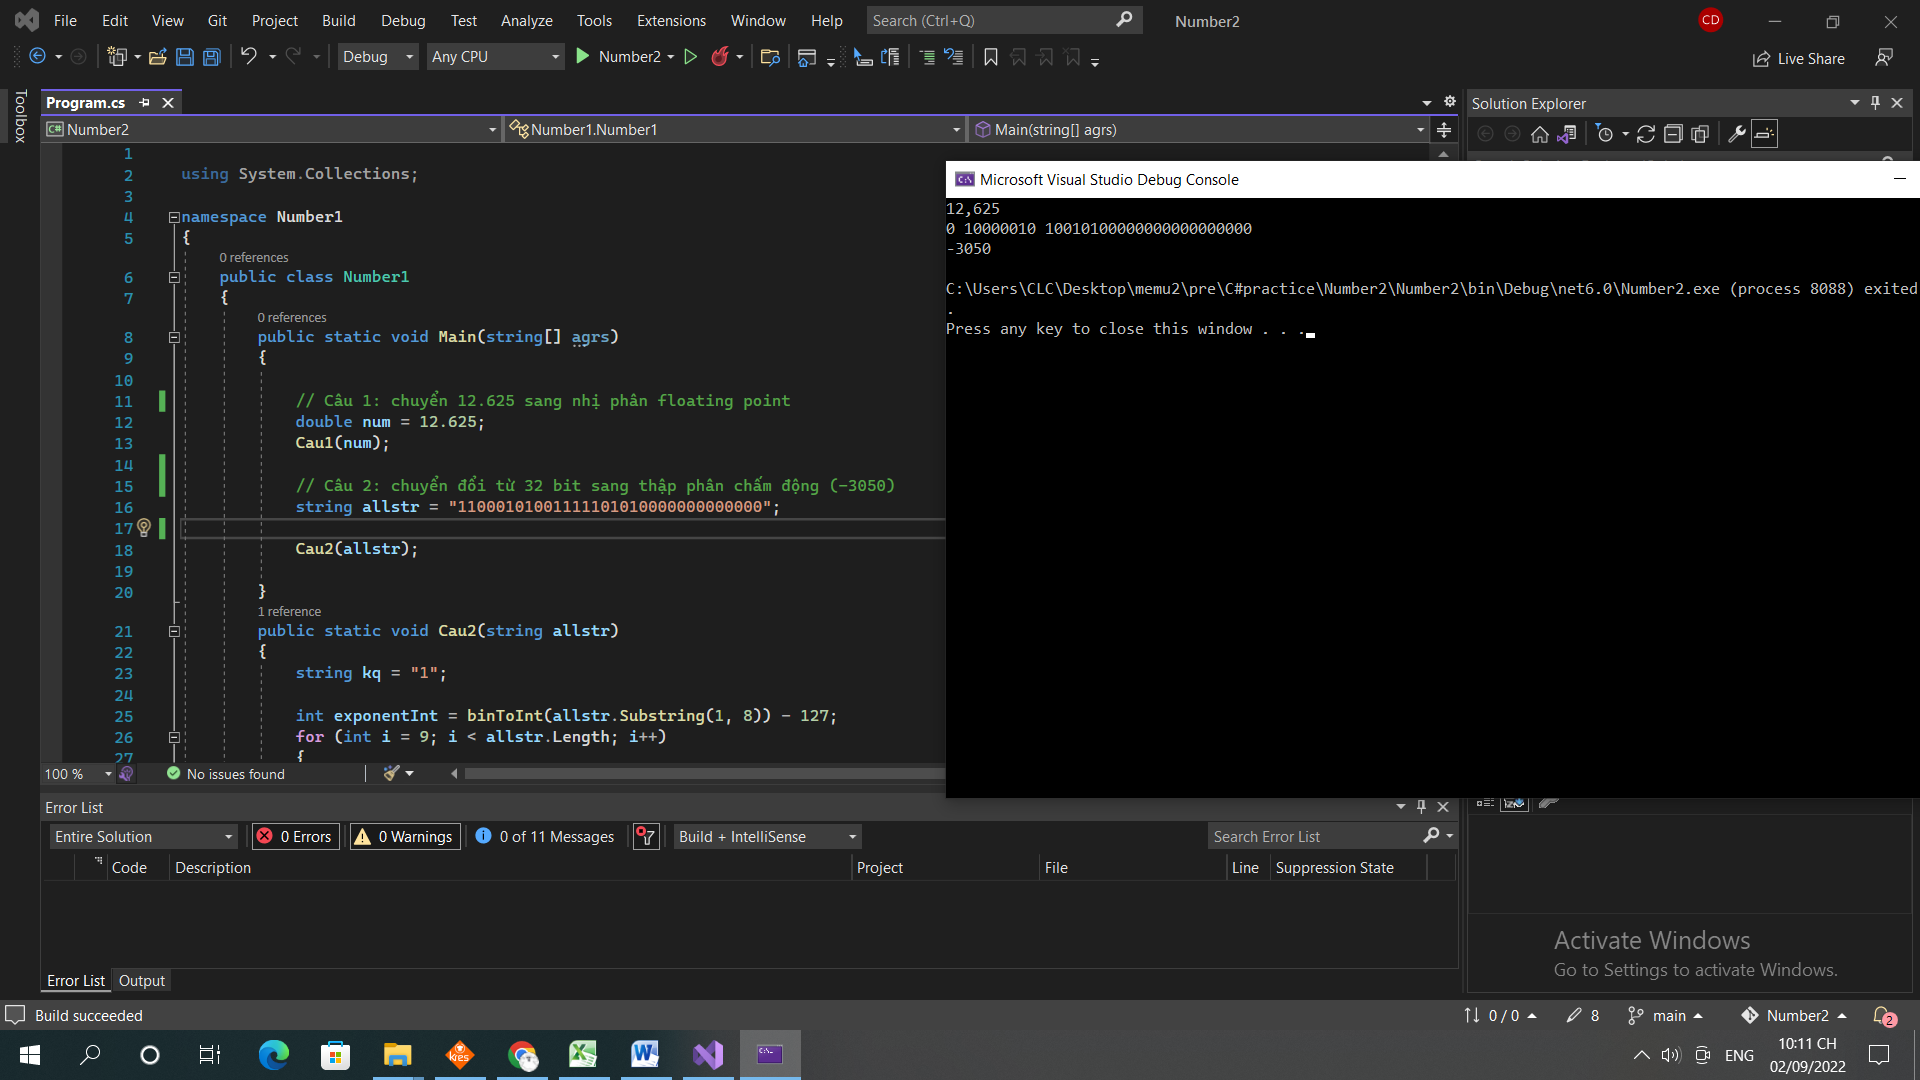 File Edit View Git Project Build Debug Test Analyze Tools Extensions Window Help Search (Ctrl+Q) Number2 CD
Debug Any CPU Number2 Live Share
Toolbox
Program.cs
C# Number2 Number1.Number1 Main(string[] agrs)
1
2 using System.Collections;
3
4 namespace Number1
5 {
0 references
6 public class Number1
7 {
0 references
8 public static void Main(string[] agrs)
9 {
10
11 // Câu 1: chuyển 12.625 sang nhị phân floating point
12 double num = 12.625;
13 Cau1(num);
14
15 // Câu 2: chuyển đổi từ 32 bit sang thập phân chấm động (-3050)
16 string allstr = "11000101001111101010000000000000";
17
18 Cau2(allstr);
19
20 }
1 reference
21 public static void Cau2(string allstr)
22 {
23 string kq = "1";
24
25 int exponentInt = binToInt(allstr.Substring(1, 8)) - 127;
26 for (int i = 9; i < allstr.Length; i++)
27 {
100 % No issues found
Solution Explorer
Microsoft Visual Studio Debug Console
12,625
0 10000010 10010100000000000000000
-3050
C:\Users\CLC\Desktop\memu2\pre\C#practice\Number2\Number2\bin\Debug\net6.0\Number2.exe (process 8088) exited
.
Press any key to close this window . . .
Error List
Entire Solution 0 Errors 0 Warnings 0 of 11 Messages Build + IntelliSense Search Error List
Code Description Project File Line Suppression State
Error List Output
Activate Windows
Go to Settings to activate Windows.
Build succeeded 0 / 0 8 main Number2 2
kres ENG 10:11 CH
02/09/2022